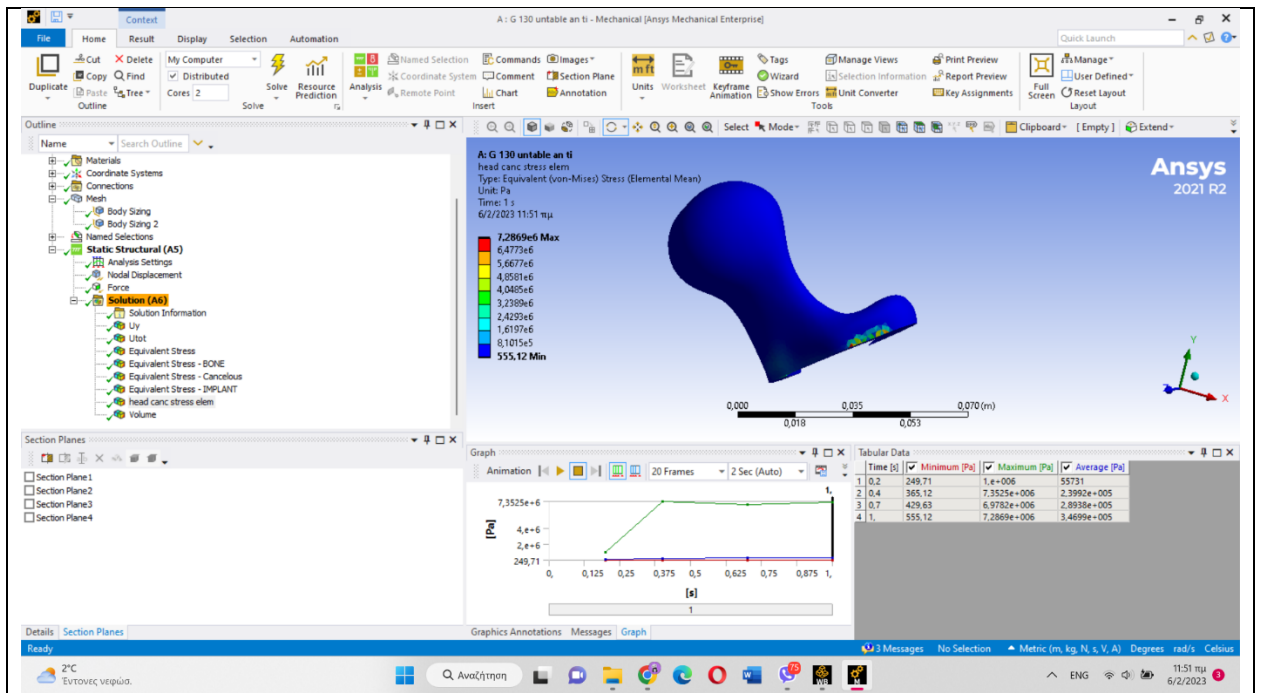 Context
A : G 130 untable an ti - Mechanical [Ansys Mechanical Enterprise]
File Home Result Display Selection Automation
Quick Launch
Duplicate
Cut
Copy
Paste
Delete
Find
Tree
Outline
My Computer
Distributed
Cores 2
Solve
Resource Prediction
Solve
Analysis
Named Selection
Coordinate System
Remote Point
Commands
Comment
Chart
Images
Section Plane
Annotation
Insert
Units
Worksheet
Keyframe Animation
Tags
Wizard
Show Errors
Manage Views
Selection Information
Unit Converter
Print Preview
Report Preview
Key Assignments
Tools
Full Screen
Manage
User Defined
Reset Layout
Layout
Outline
Name Search Outline
Materials
Coordinate Systems
Connections
Mesh
Body Sizing
Body Sizing 2
Named Selections
Static Structural (A5)
Analysis Settings
Nodal Displacement
Force
Solution (A6)
Solution Information
Uy
Utot
Equivalent Stress
Equivalent Stress - BONE
Equivalent Stress - Cancelous
Equivalent Stress - IMPLANT
head canc stress elem
Volume
Select Mode Clipboard [ Empty ] Extend
A: G 130 untable an ti
head canc stress elem
Type: Equivalent (von-Mises) Stress (Elemental Mean)
Unit: Pa
Time: 1 s
6/2/2023 11:51 πμ
7,2869e6 Max
6,4773e6
5,6677e6
4,8581e6
4,0485e6
3,2389e6
2,4293e6
1,6197e6
8,1015e5
555,12 Min
Ansys
2021 R2
Y
X
0,000 0,035 0,070 (m)
0,018 0,053
Section Planes
Section Plane1
Section Plane2
Section Plane3
Section Plane4
Details Section Planes
Graph
Animation 20 Frames 2 Sec (Auto)
1,
7,3525e+6
4,e+6
2,e+6
249,71
[Pa]
0, 0,125 0,25 0,375 0,5 0,625 0,75 0,875 1,
[s]
1
Graphics Annotations Messages Graph
Tabular Data
Time [s] Minimum [Pa] Maximum [Pa] Average [Pa]
1 0,2 249,71 1,e+006 55731
2 0,4 365,12 7,3525e+006 2,3992e+005
3 0,7 429,63 6,9782e+006 2,8938e+005
4 1, 555,12 7,2869e+006 3,4699e+005
Ready
3 Messages No Selection Metric (m, kg, N, s, V, A) Degrees rad/s Celsius
2°C
Έντονες νεφώσ.
Αναζήτηση
79
WB
M
ENG
11:51 πμ
6/2/2023
3